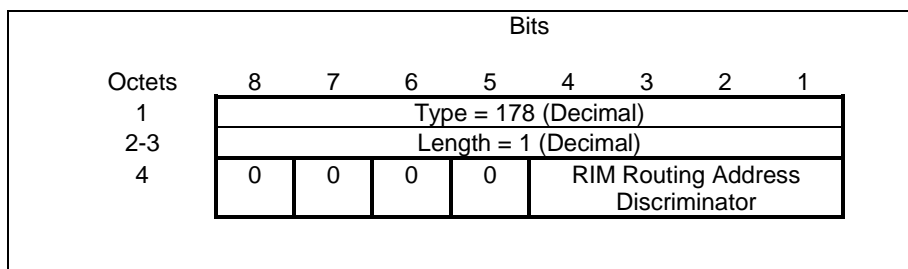 Bits
Octets 8 7 6 5 4 3 2 1
1 Type = 178 (Decimal)
2-3 Length = 1 (Decimal)
4 0 0 0 0 RIM Routing Address
Discriminator